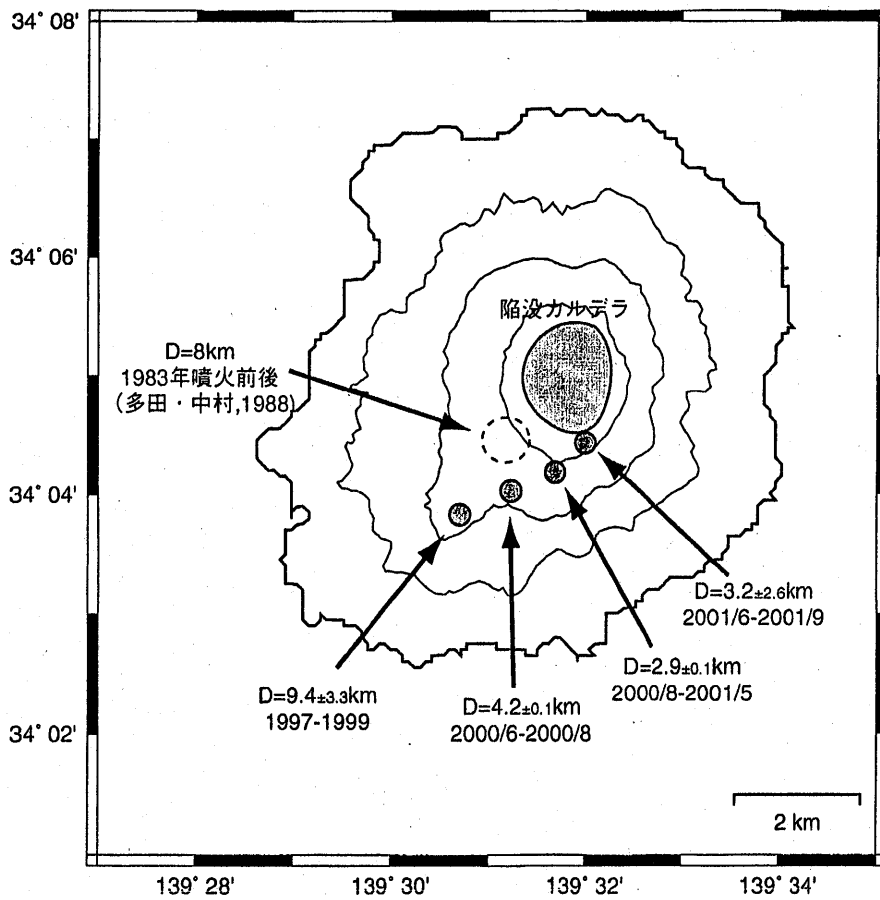 34° 08'
34° 06'
陥没カルデラ
D=8km
1983年噴火前後
(多田・中村,1988)
34° 04'
D=3.2±2.6km
2001/6-2001/9
D=2.9±0.1km
2000/8-2001/5
D=9.4±3.3km
1997-1999
D=4.2±0.1km
2000/6-2000/8
34° 02'
2 km
139° 28'
139° 30'
139° 32'
139° 34'